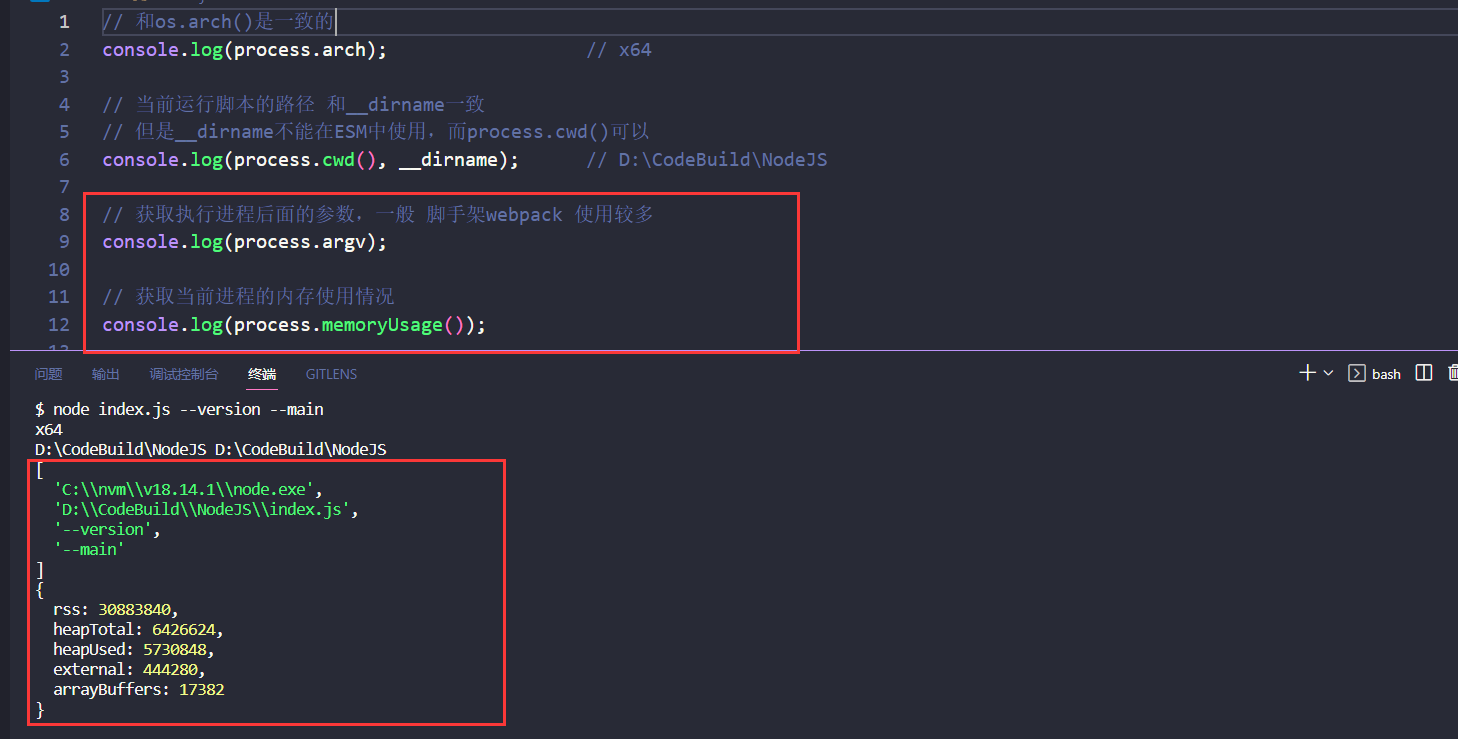 1 // 和os.arch()是一致的
2 console.log(process.arch); // x64
3
4 // 当前运行脚本的路径 和__dirname一致
5 // 但是__dirname不能在ESM中使用，而process.cwd()可以
6 console.log(process.cwd(), __dirname); // D:\CodeBuild\NodeJS
7
8 // 获取执行进程后面的参数，一般 脚手架webpack 使用较多
9 console.log(process.argv);
10
11 // 获取当前进程的内存使用情况
12 console.log(process.memoryUsage());
问题 输出 调试控制台 终端 GITLENS bash
$ node index.js --version --main
x64
D:\CodeBuild\NodeJS D:\CodeBuild\NodeJS
[
'C:\\nvm\\v18.14.1\\node.exe',
'D:\\CodeBuild\\NodeJS\\index.js',
'--version',
'--main'
]
{
rss: 30883840,
heapTotal: 6426624,
heapUsed: 5730848,
external: 444280,
arrayBuffers: 17382
}